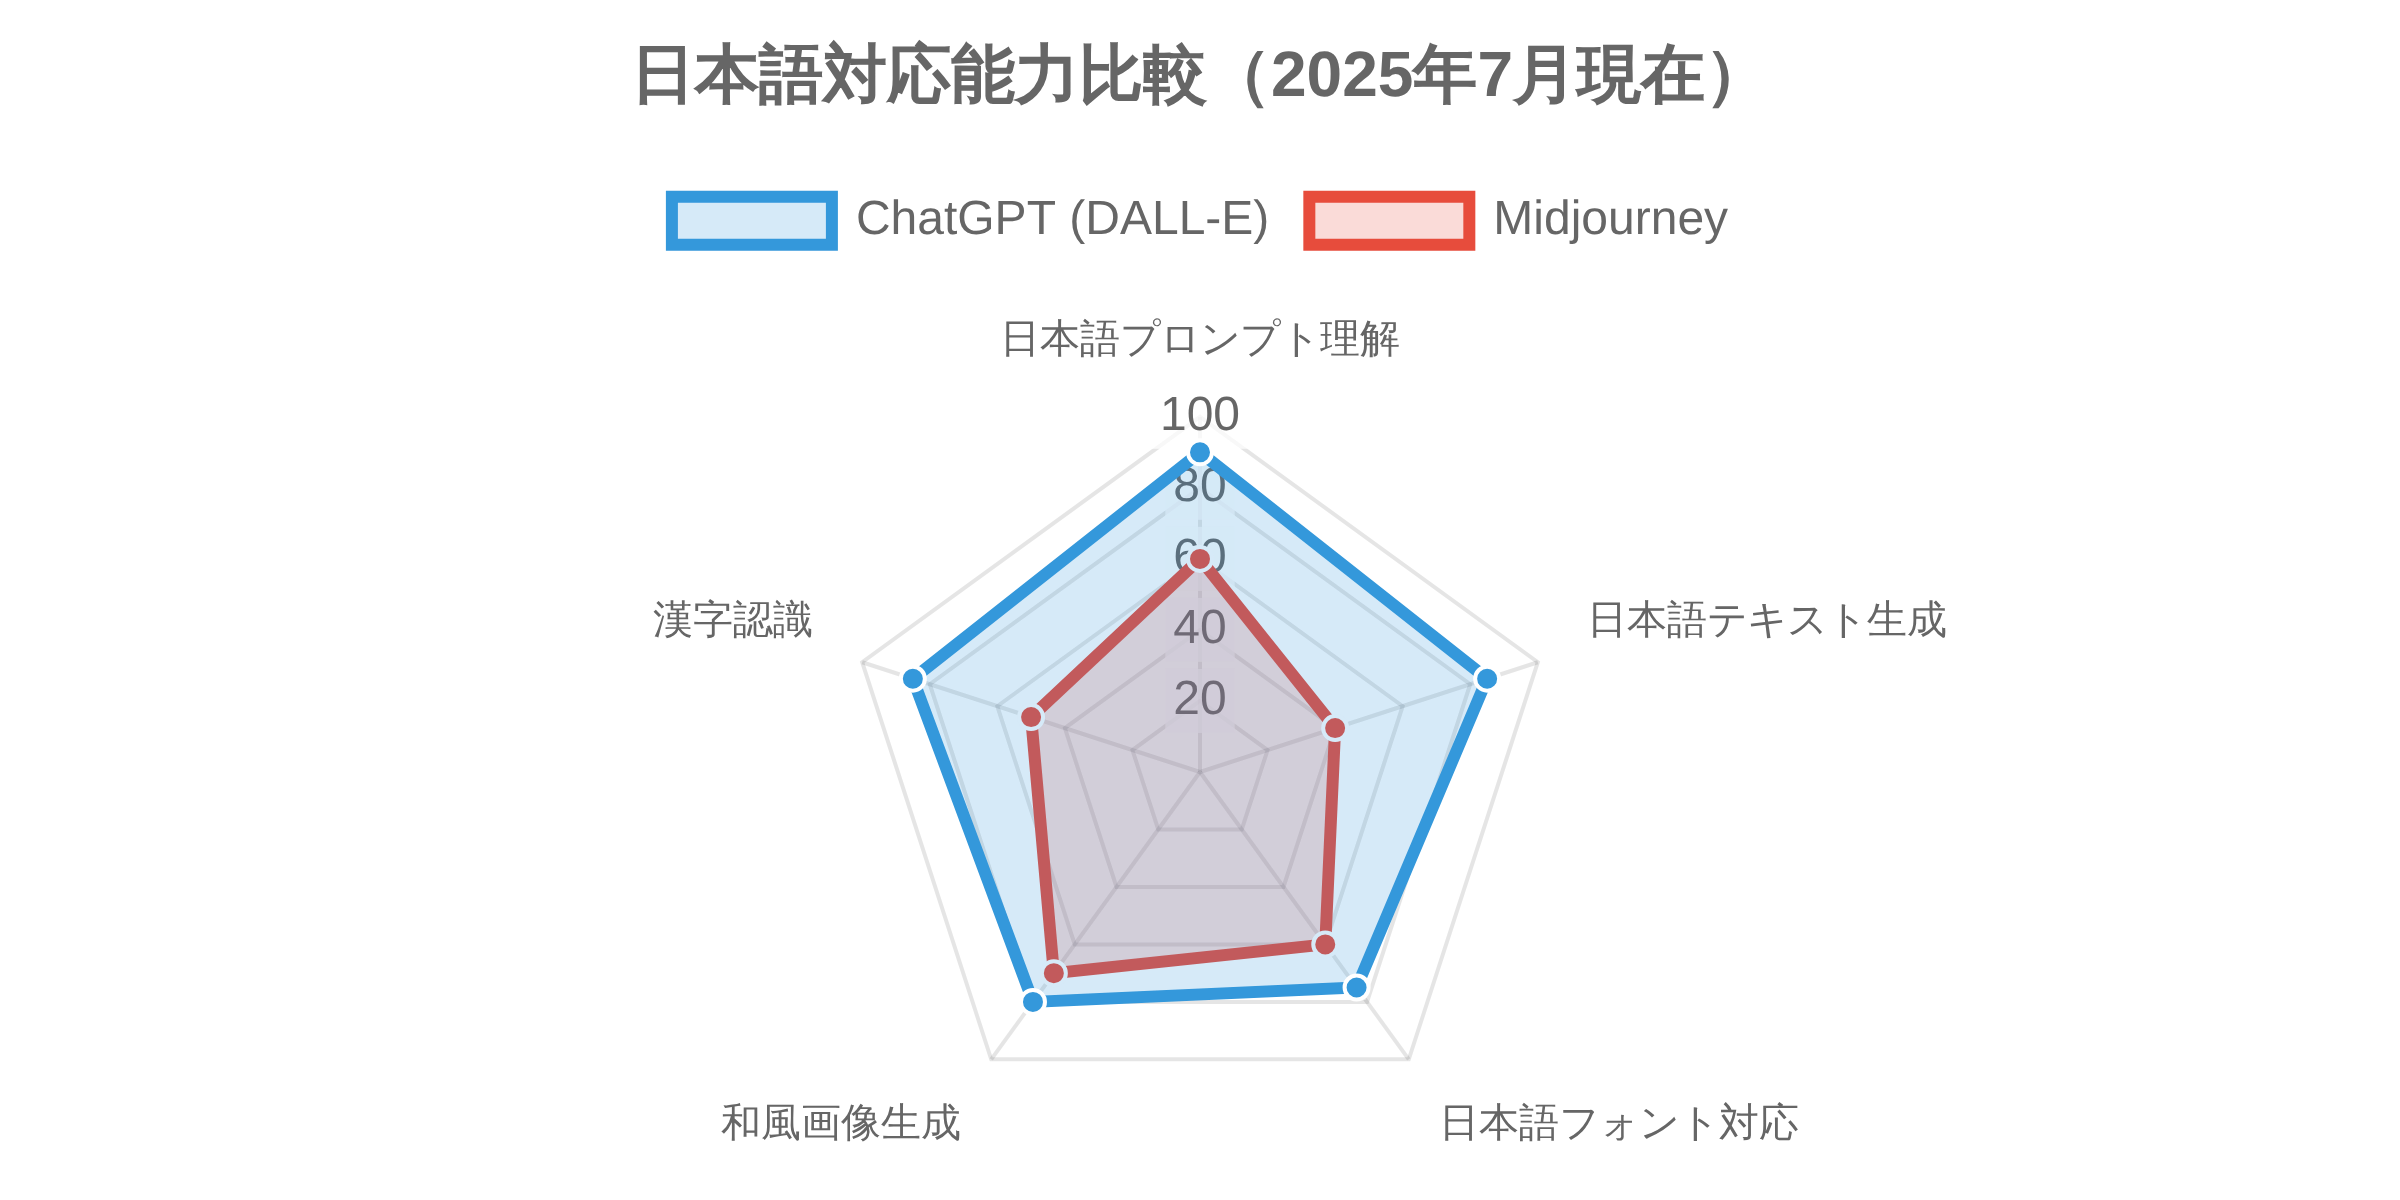 日本語対応能力比較（2025年7月現在）
ChatGPT (DALL-E) Midjourney
日本語プロンプト理解
100
80
60
40
20
漢字認識
日本語テキスト生成
和風画像生成
日本語フォント対応